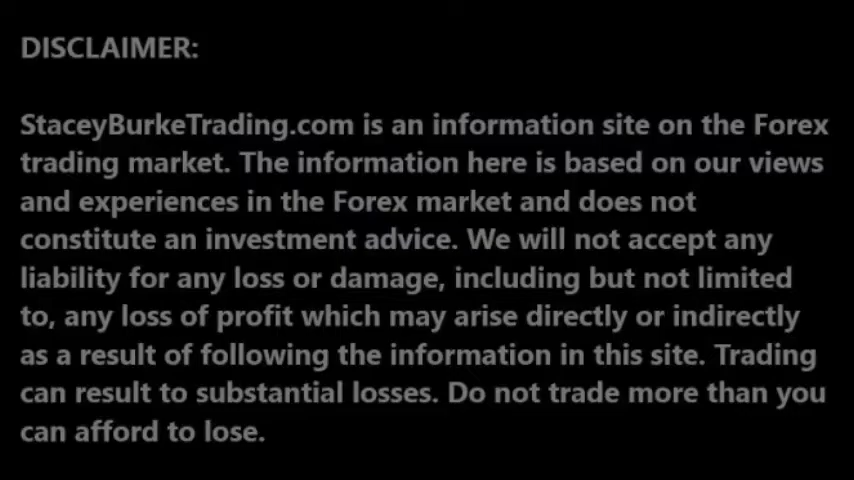 DISCLAIMER:
StaceyBurkeTrading.com is an information site on the Forex
trading market. The information here is based on our views
and experiences in the Forex market and does not
constitute an investment advice. We will not accept any
liability for any loss or damage, including but not limited
to, any loss of profit which may arise directly or indirectly
as a result of following the information in this site. Trading
can result to substantial losses. Do not trade more than you
can afford to lose.